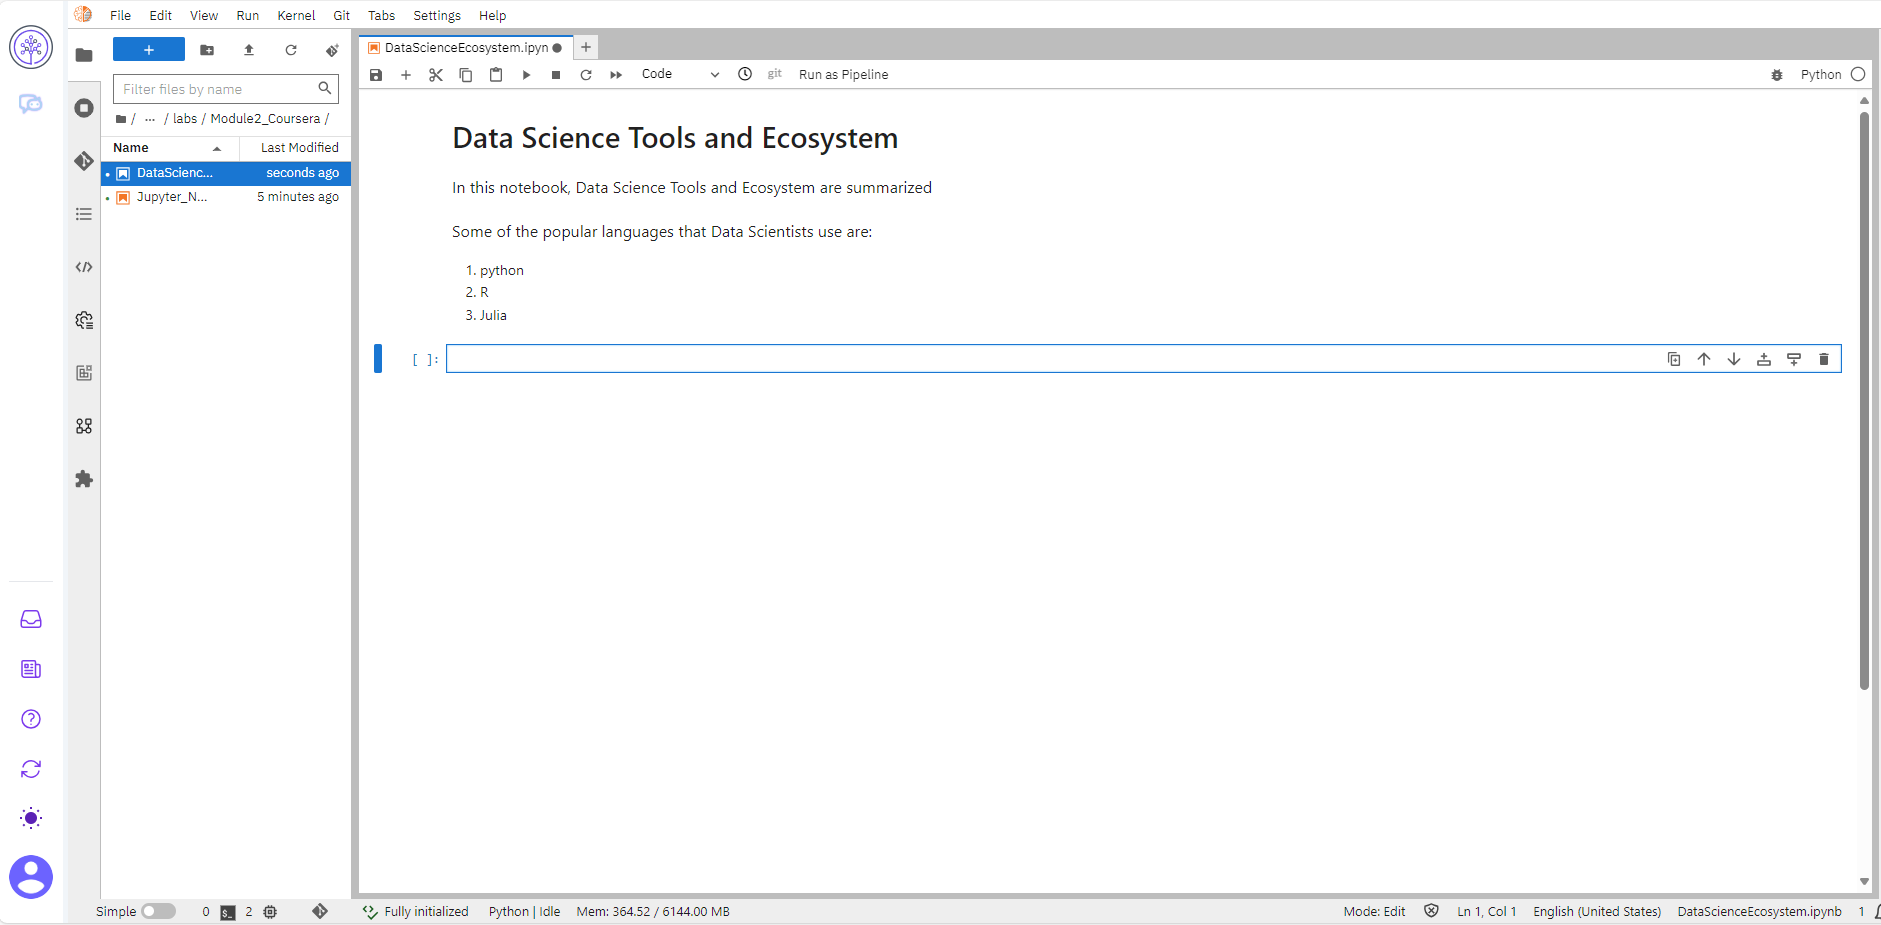 File Edit View Run Kernel Git Tabs Settings Help
DataScienceEcosystem.ipyn
Code
git
Run as Pipeline
Python
Filter files by name
/ ... / labs / Module2_Coursera /
Name Last Modified
DataScienc... seconds ago
Jupyter_N... 5 minutes ago
Data Science Tools and Ecosystem
In this notebook, Data Science Tools and Ecosystem are summarized
Some of the popular languages that Data Scientists use are:
1. python
2. R
3. Julia
[ ]:
Simple 0 $_ 2 Fully initialized Python | Idle Mem: 364.52 / 6144.00 MB Mode: Edit Ln 1, Col 1 English (United States) DataScienceEcosystem.ipynb 1